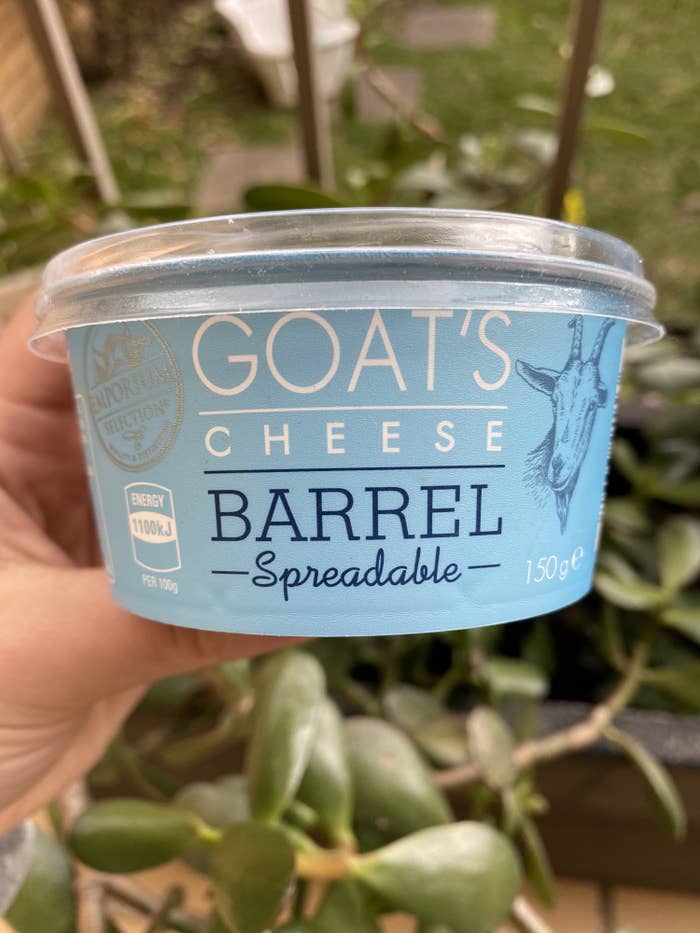 GOAT'S
CHEESE
BARREL
Spreadable
EMPORIUM
SELECTION
ENERGY
1100kJ
PER 100g
150g e